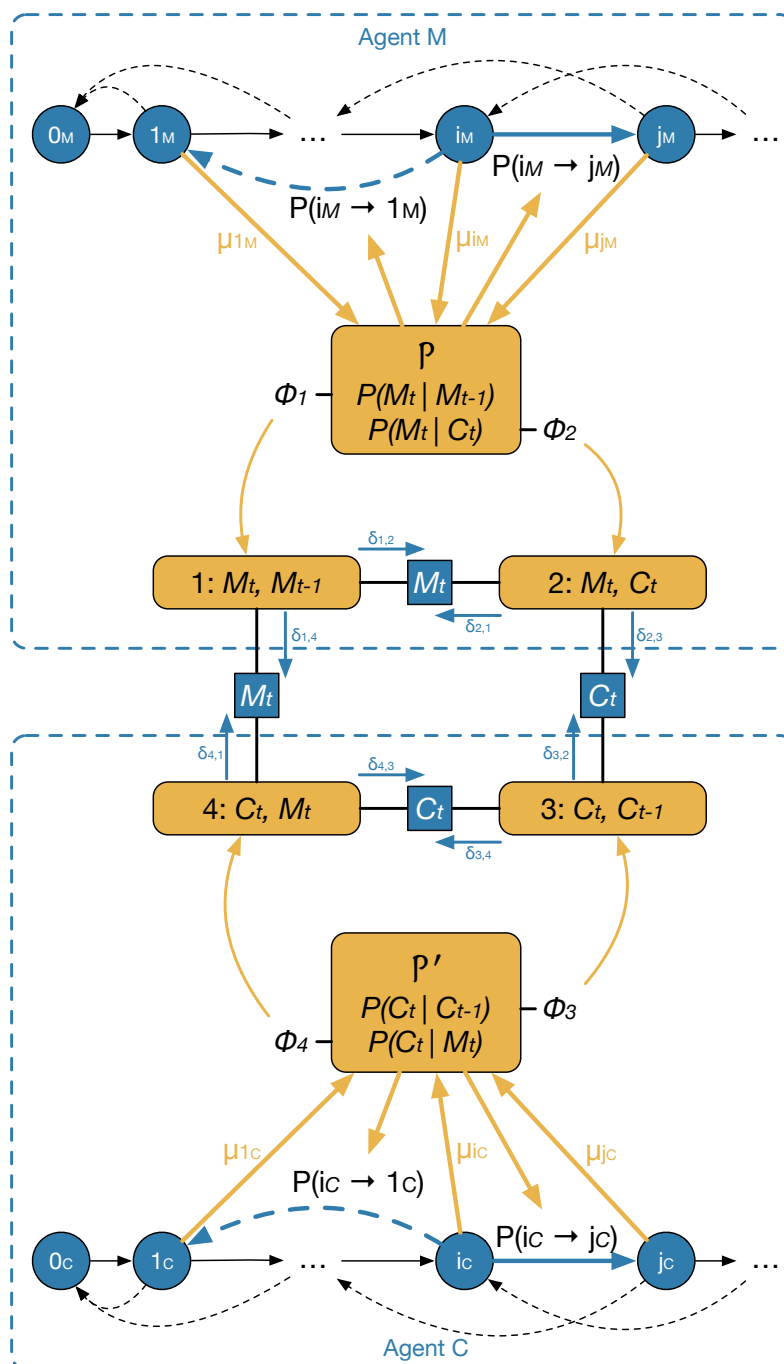 Agent M
0M 1M ... iM jM ...
P(iM → jM)
P(iM → 1M)
μ1M μiM μjM
𝔓
Φ1 P(Mt | Mt-1)
P(Mt | Ct) Φ2
δ1,2
1: Mt, Mt-1 Mt 2: Mt, Ct
δ2,1
δ1,4 δ2,3
Mt Ct
δ4,1 δ3,2
δ4,3
4: Ct, Mt Ct 3: Ct, Ct-1
δ3,4
𝔓′
P(Ct | Ct-1) Φ3
Φ4 P(Ct | Mt)
μ1C μiC μjC
P(iC → 1C)
P(iC → jC)
0C 1C ... iC jC ...
Agent C